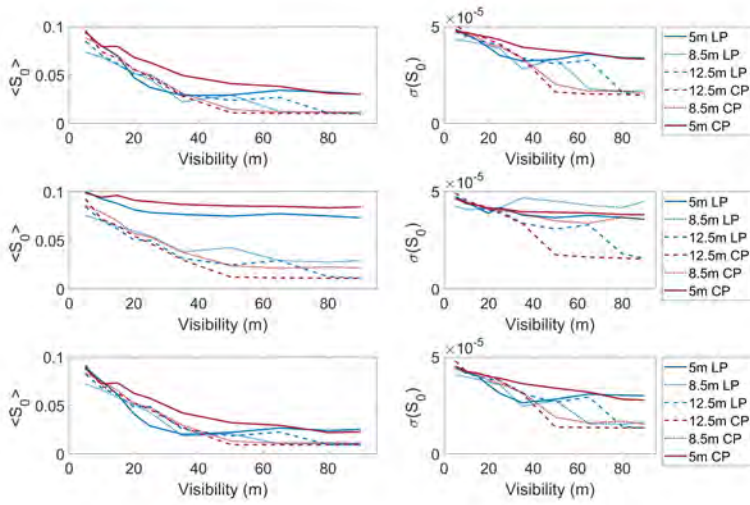 0.1
0.05
0
<S₀>
0 20 40 60 80
Visibility (m)
×10⁻⁵
5
0
σ(S₀)
0 20 40 60 80
Visibility (m)
5m LP
8.5m LP
12.5m LP
12.5m CP
8.5m CP
5m CP
0.1
0.05
0
<S₀>
0 20 40 60 80
Visibility (m)
×10⁻⁵
5
0
σ(S₀)
0 20 40 60 80
Visibility (m)
5m LP
8.5m LP
12.5m LP
12.5m CP
8.5m CP
5m CP
0.1
0.05
0
<S₀>
0 20 40 60 80
Visibility (m)
×10⁻⁵
5
0
σ(S₀)
0 20 40 60 80
Visibility (m)
5m LP
8.5m LP
12.5m LP
12.5m CP
8.5m CP
5m CP